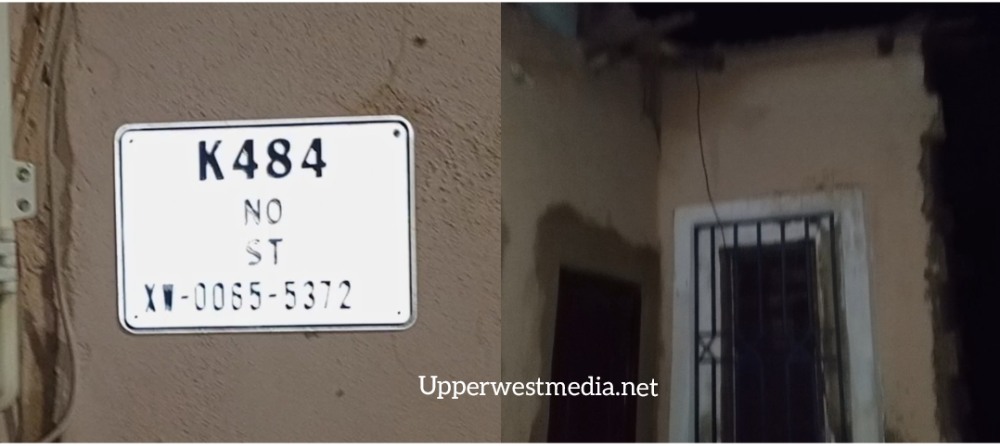 K484
NO
ST
XW-0065-5372
Upperwestmedia.net